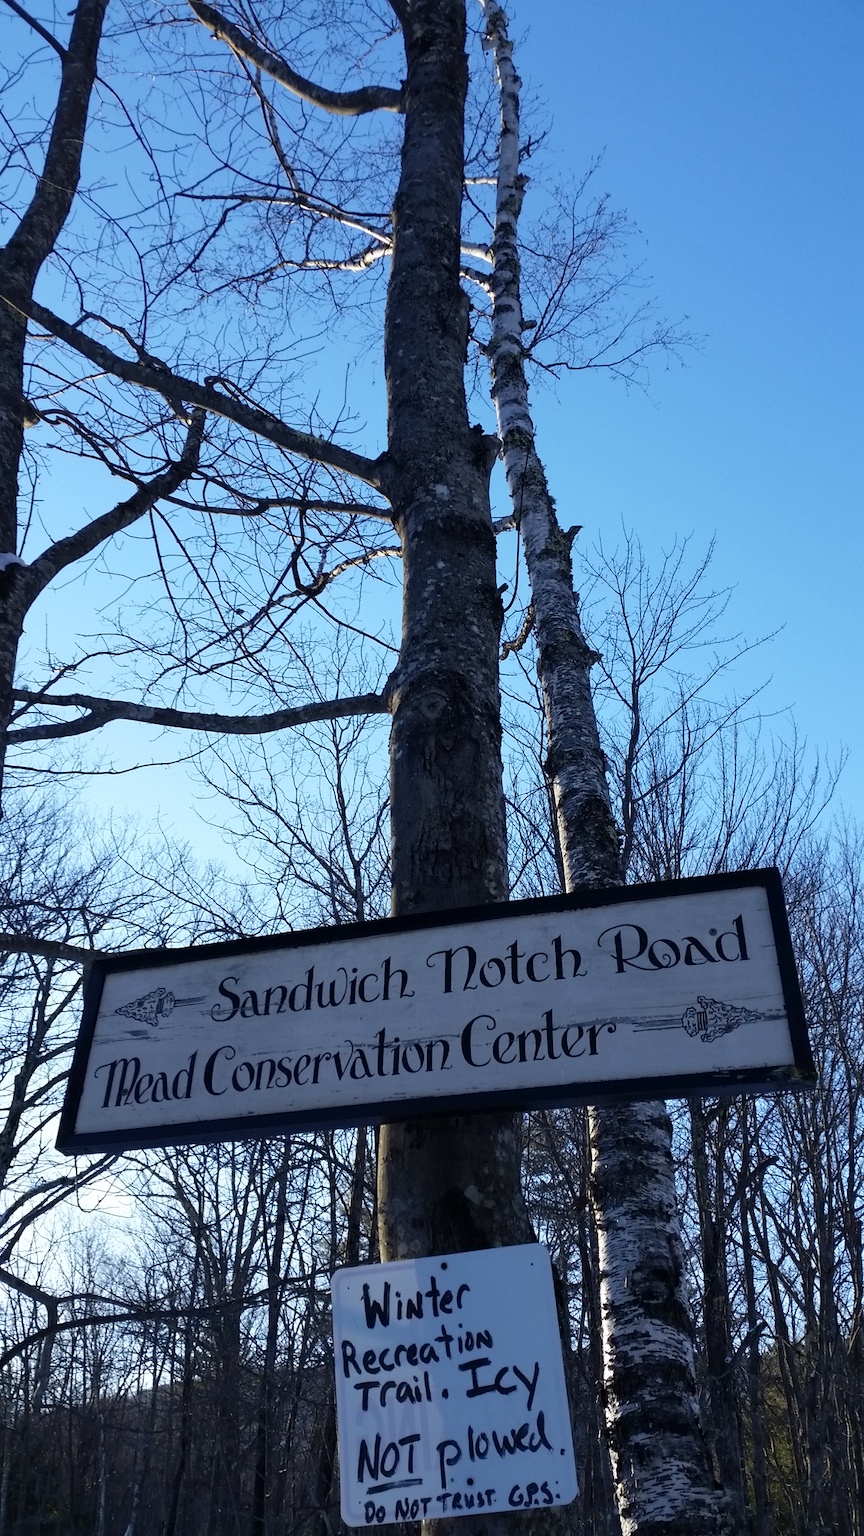 Sandwich Notch Road
Mead Conservation Center
Winter
Recreation
Trail. Icy
NOT plowed.
DO NOT TRUST G.P.S.